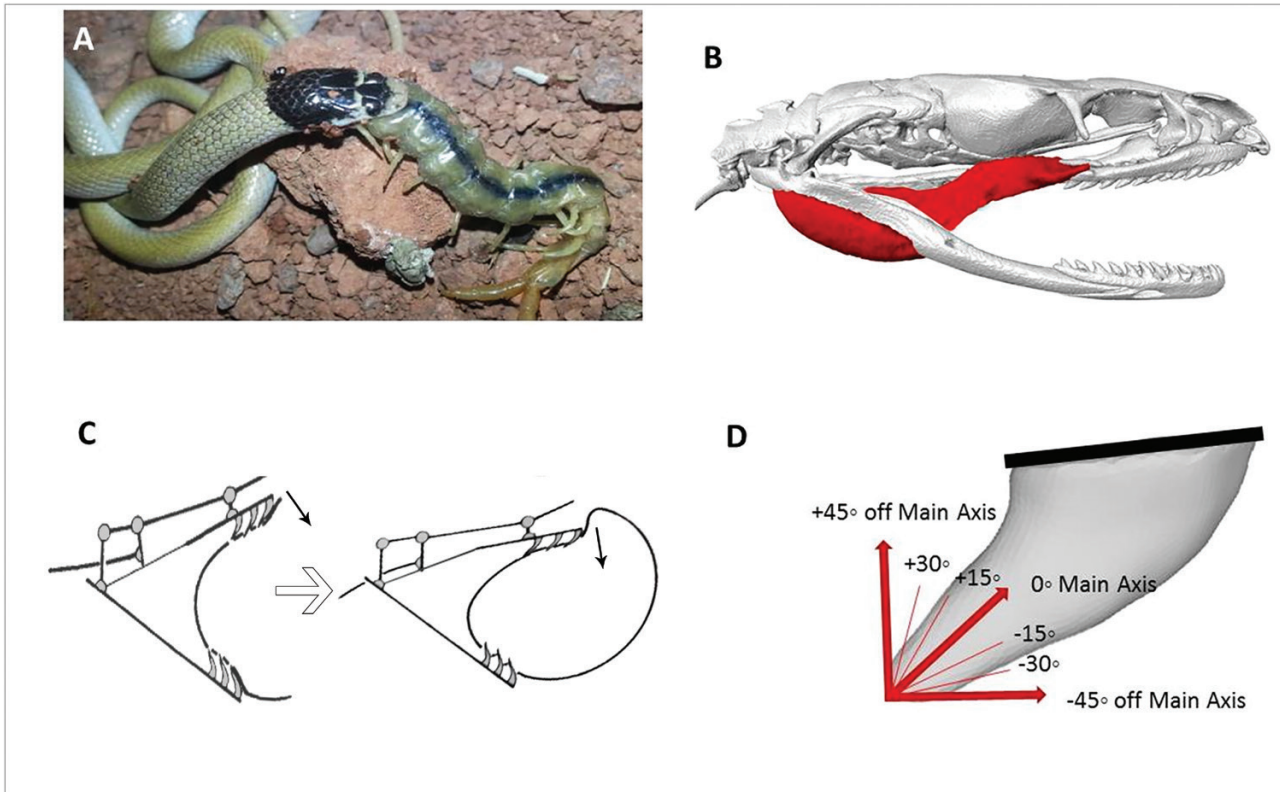 A
B
C
D
+45° off Main Axis
+30°
+15°
0° Main Axis
-15°
-30°
-45° off Main Axis